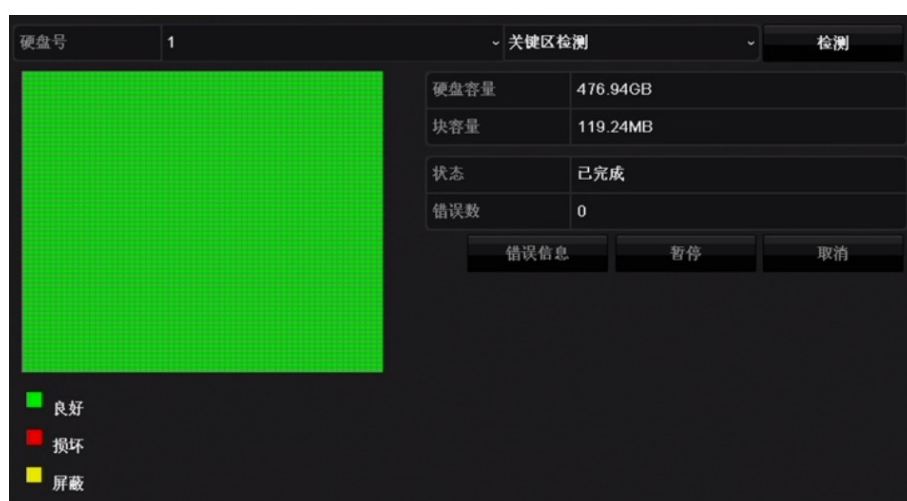 硬盘号 1 关键区检测 检测
硬盘容量 476.94GB
块容量 119.24MB
状态 已完成
错误数 0
错误信息 暂停 取消
良好
损坏
屏蔽